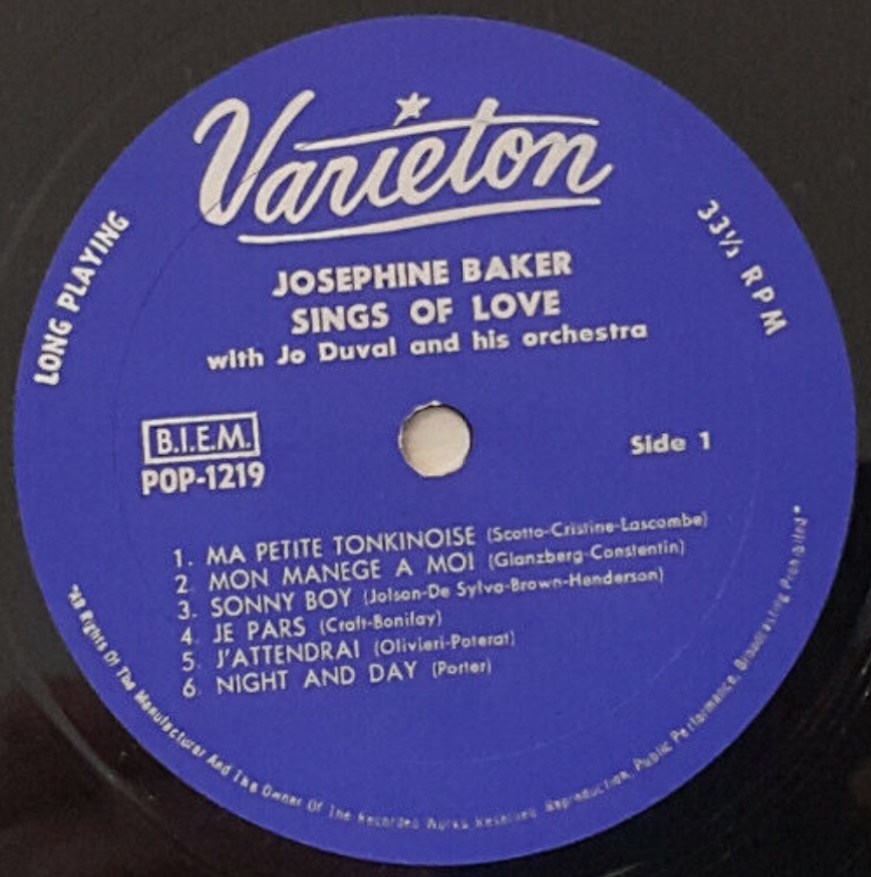 Varieton
LONG PLAYING
33⅓ RPM
JOSEPHINE BAKER
SINGS OF LOVE
with Jo Duval and his orchestra
B.I.E.M.
POP-1219
Side 1
1. MA PETITE TONKINOISE (Scotto-Cristine-Lascombe)
2. MON MANEGE A MOI (Glanzberg-Constentin)
3. SONNY BOY (Jolson-De Sylva-Brown-Henderson)
4. JE PARS (Craft-Bonifay)
5. J'ATTENDRAI (Olivieri-Poterat)
6. NIGHT AND DAY (Porter)
"All Rights Of The Manufacturer And The Owner Of The Recorded Works Reserved Reproduction, Public Performance, Broadcasting Prohibited"